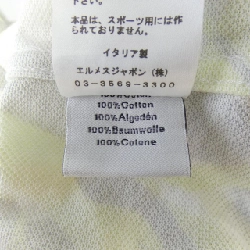 下さい。
本品は、スポーツ用には作
られておりません。
イタリア製
エルメスジャポン（株）
03-3569-3300
100%Cotton
100%Algodón
100%Baumwolle
100%Cotone